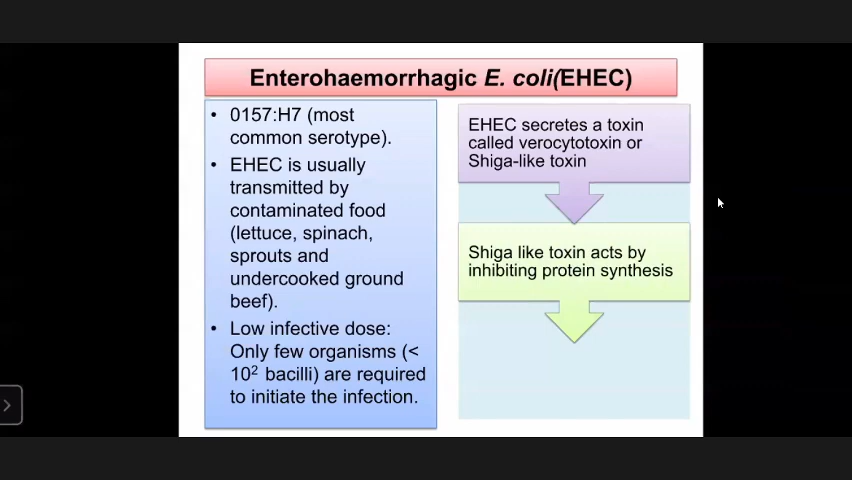 Enterohaemorrhagic E. coli(EHEC)
• 0157:H7 (most
common serotype).
• EHEC is usually
transmitted by
contaminated food
(lettuce, spinach,
sprouts and
undercooked ground
beef).
• Low infective dose:
Only few organisms (<
10² bacilli) are required
to initiate the infection.
EHEC secretes a toxin
called verocytotoxin or
Shiga-like toxin
Shiga like toxin acts by
inhibiting protein synthesis